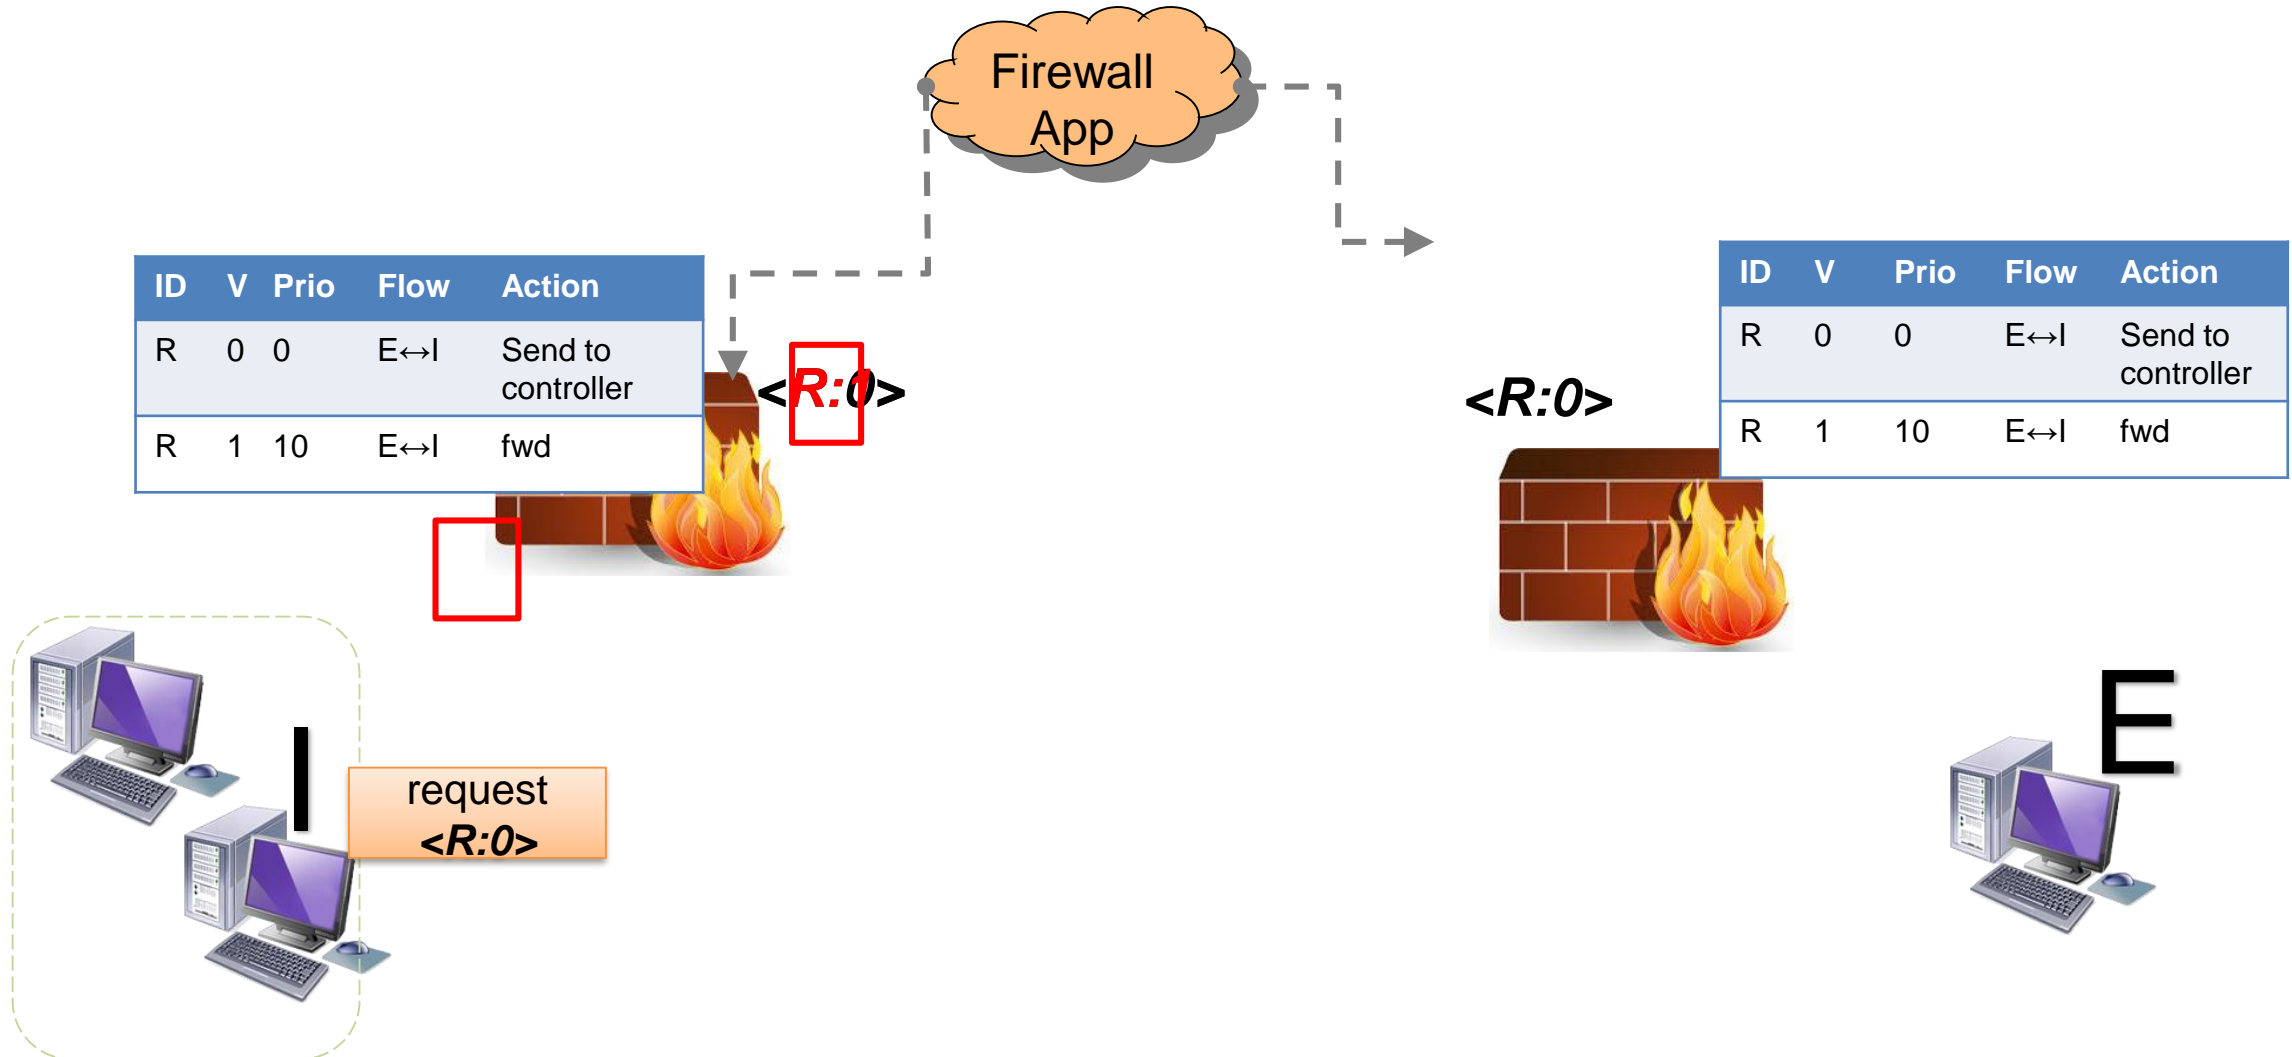 Firewall
App
ID V Prio Flow Action
R 0 0 E↔I Send to
controller
R 1 10 E↔I fwd
<R:0>
R:1
<R:0>
ID V Prio Flow Action
R 0 0 E↔I Send to
controller
R 1 10 E↔I fwd
I
request
<R:0>
E